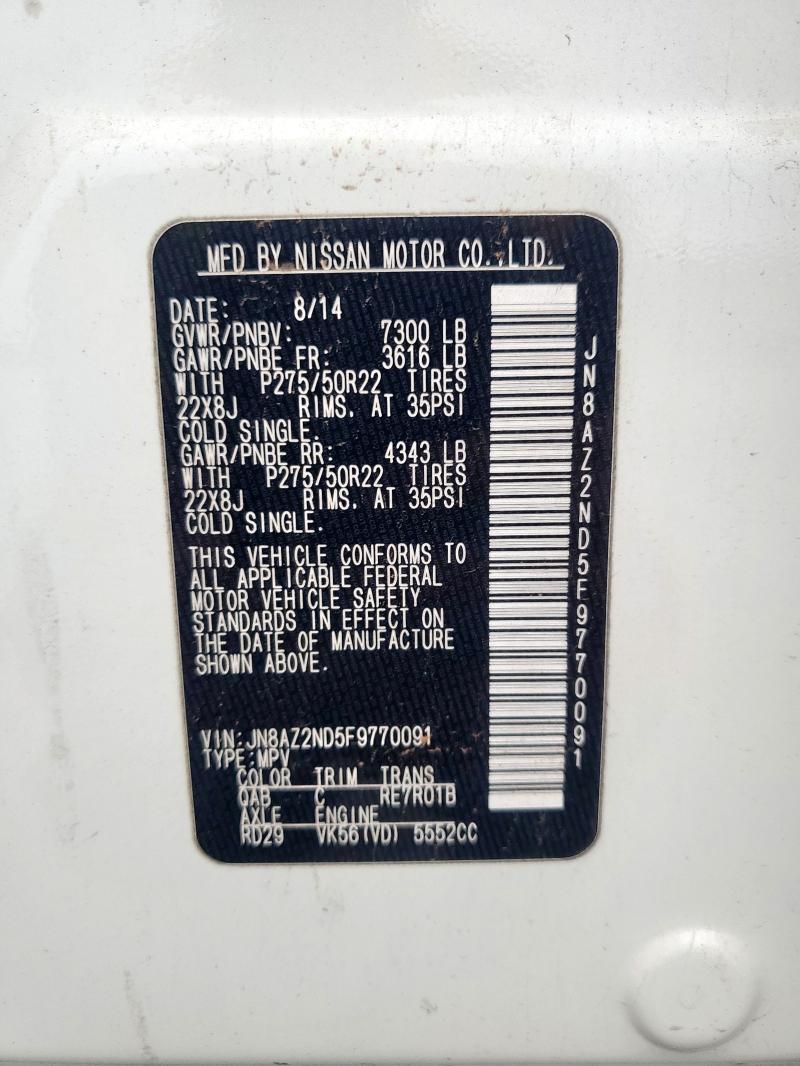 MFD BY NISSAN MOTOR CO.,LTD.
DATE: 8/14
GVWR/PNBV: 7300 LB
GAWR/PNBE FR: 3616 LB
WITH P275/50R22 TIRES
22X8J RIMS, AT 35PSI
COLD SINGLE.
GAWR/PNBE RR: 4343 LB
WITH P275/50R22 TIRES
22X8J RIMS, AT 35PSI
COLD SINGLE.
THIS VEHICLE CONFORMS TO
ALL APPLICABLE FEDERAL
MOTOR VEHICLE SAFETY
STANDARDS IN EFFECT ON
THE DATE OF MANUFACTURE
SHOWN ABOVE.
VIN:JN8AZ2ND5F9770091
TYPE:MPV
COLOR TRIM TRANS
QAB C RE7R01B
AXLE ENGINE
RD29 VK56(VD) 5552CC
JN8AZ2ND5F9770091